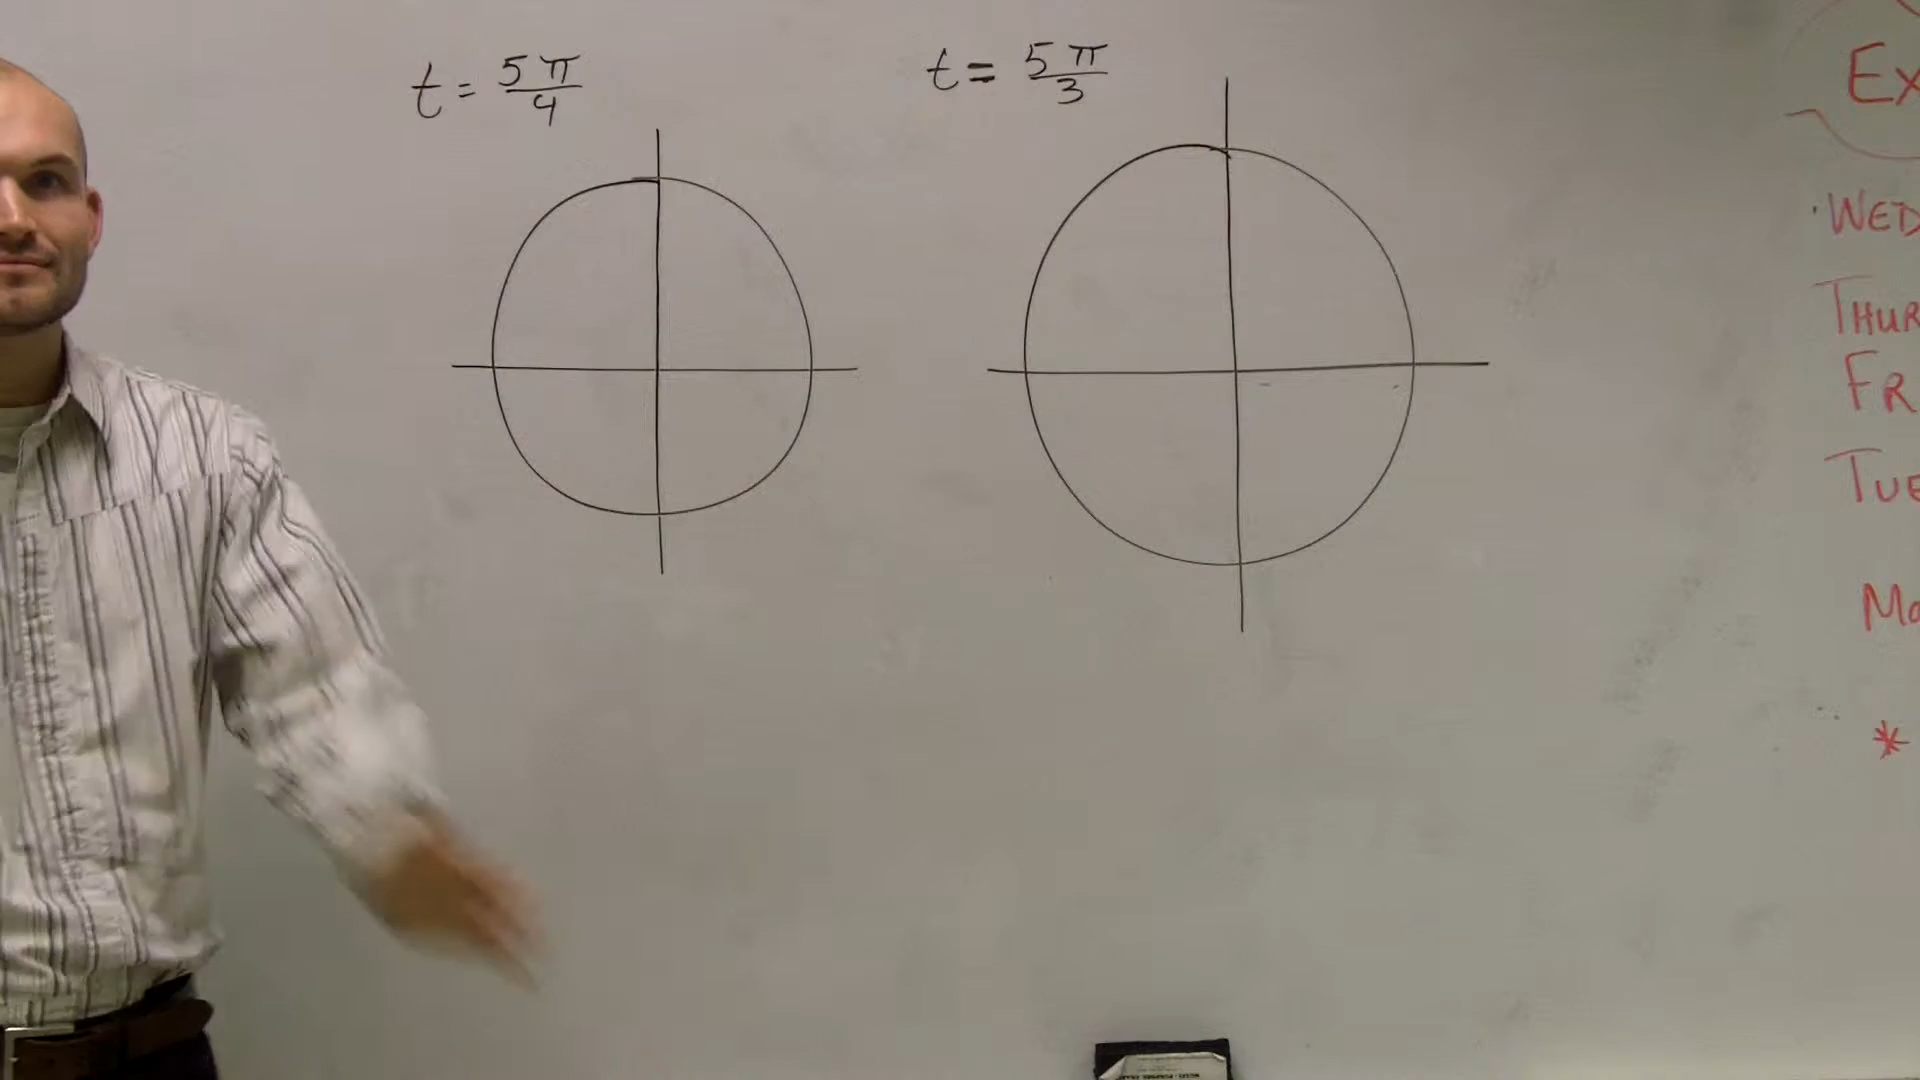 t = 5π/4
t = 5π/3
Ex
·WED
THUR
FR
TUE
Mo
*